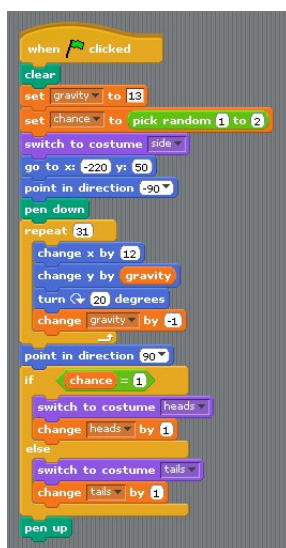 when clicked
clear
set gravity to 13
set chance to pick random 1 to 2
switch to costume side
go to x: -220 y: 50
point in direction -90
pen down
repeat 31
change x by 12
change y by gravity
turn 20 degrees
change gravity by -1
point in direction 90
if chance = 1
switch to costume heads
change heads by 1
else
switch to costume tails
change tails by 1
pen up